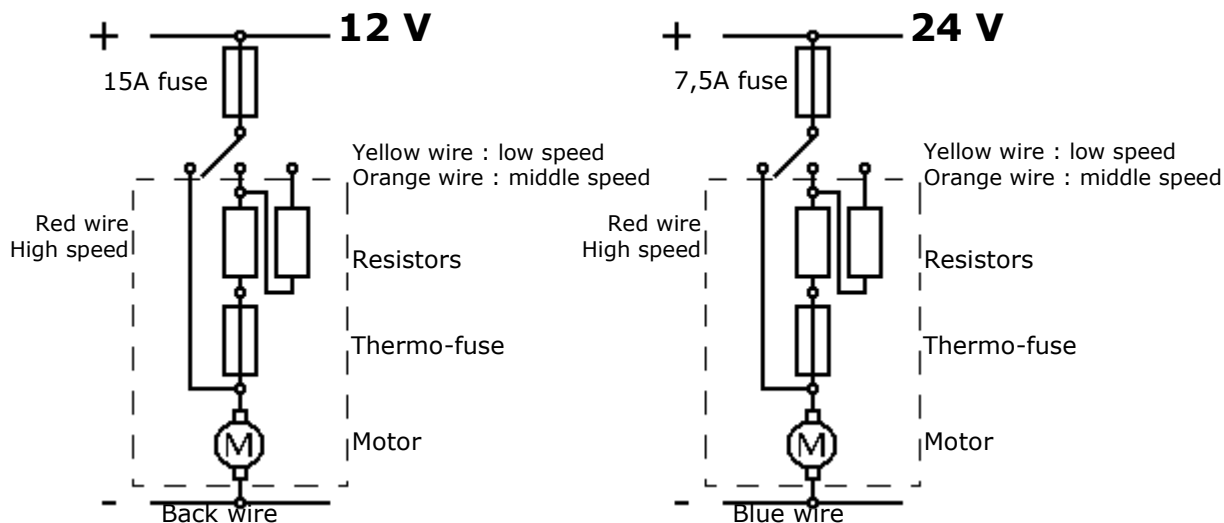 + 12 V
15A fuse
Yellow wire : low speed
Orange wire : middle speed
Red wire
High speed
Resistors
Thermo-fuse
M Motor
-
Back wire
+ 24 V
7,5A fuse
Yellow wire : low speed
Orange wire : middle speed
Red wire
High speed
Resistors
Thermo-fuse
M Motor
-
Blue wire